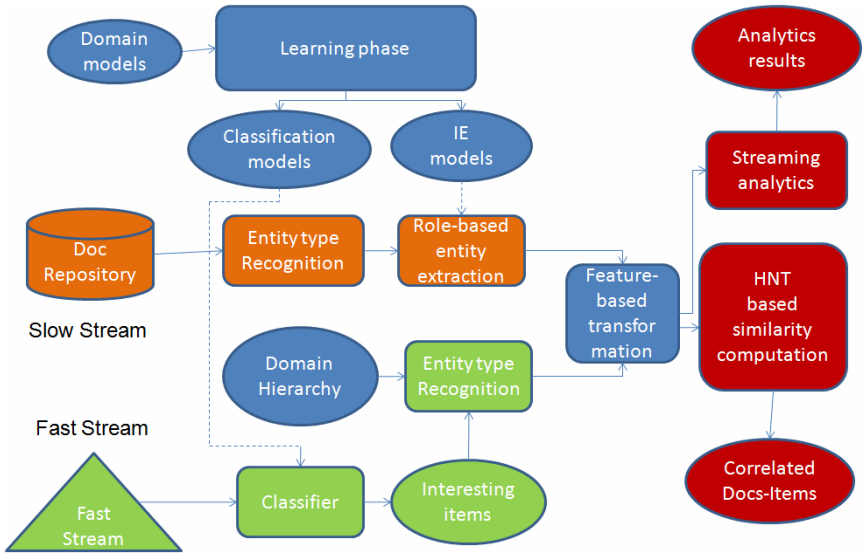 Domain
models
Learning phase
Analytics
results
Classification
models
IE
models
Streaming
analytics
Doc
Repository
Entity type
Recognition
Role-based
entity
extraction
Feature-
based
transfor
mation
HNT
based
similarity
computation
Slow Stream
Domain
Hierarchy
Entity type
Recognition
Fast Stream
Fast
Stream
Classifier
Interesting
items
Correlated
Docs-Items